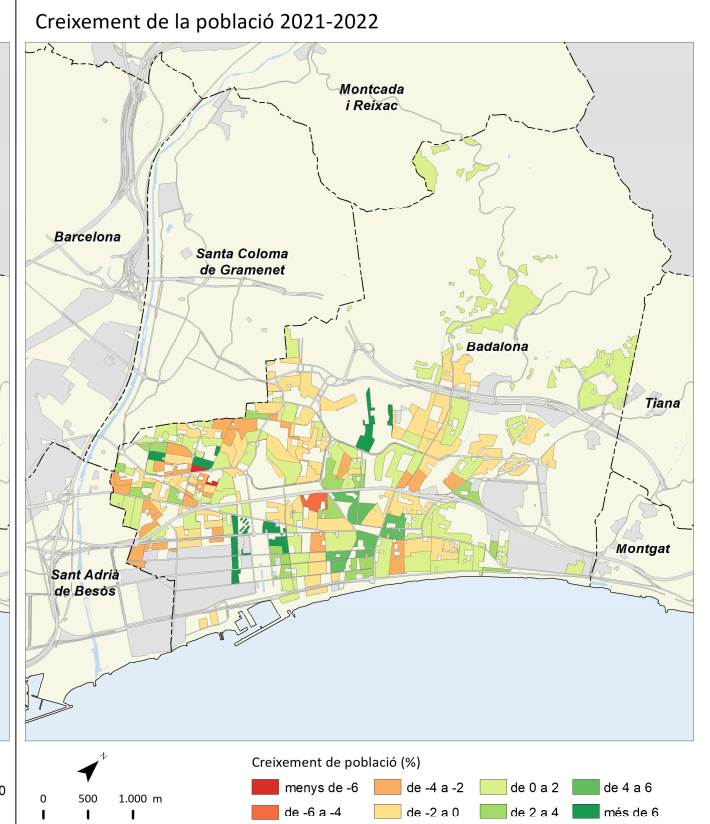 Creixement de la població 2021-2022
Montcada
i Reixac
Barcelona
Santa Coloma
de Gramenet
Badalona
Tiana
Montgat
Sant Adrià
de Besòs
N
0
0 500 1.000 m
Creixement de població (%)
menys de -6
de -4 a -2
de 0 a 2
de 4 a 6
de -6 a -4
de -2 a 0
de 2 a 4
més de 6